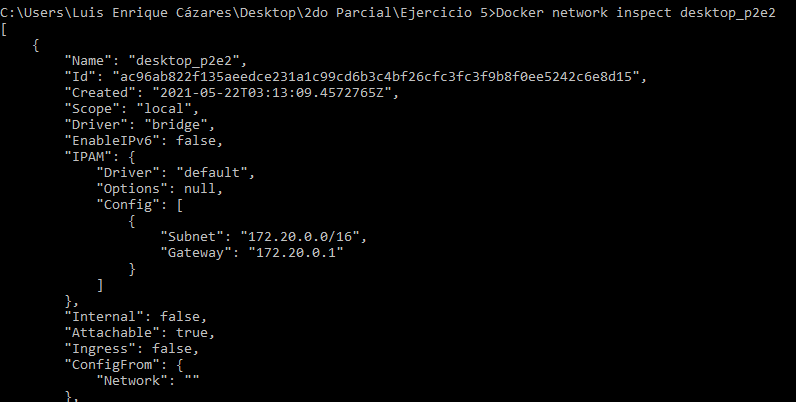 C:\Users\Luis Enrique Cázares\Desktop\2do Parcial\Ejercicio 5>Docker network inspect desktop_p2e2
[
    {
        "Name": "desktop_p2e2",
        "Id": "ac96ab822f135aeedce231a1c99cd6b3c4bf26cfc3fc3f9b8f0ee5242c6e8d15",
        "Created": "2021-05-22T03:13:09.4572765Z",
        "Scope": "local",
        "Driver": "bridge",
        "EnableIPv6": false,
        "IPAM": {
            "Driver": "default",
            "Options": null,
            "Config": [
                {
                    "Subnet": "172.20.0.0/16",
                    "Gateway": "172.20.0.1"
                }
            ]
        },
        "Internal": false,
        "Attachable": true,
        "Ingress": false,
        "ConfigFrom": {
            "Network": ""
        },